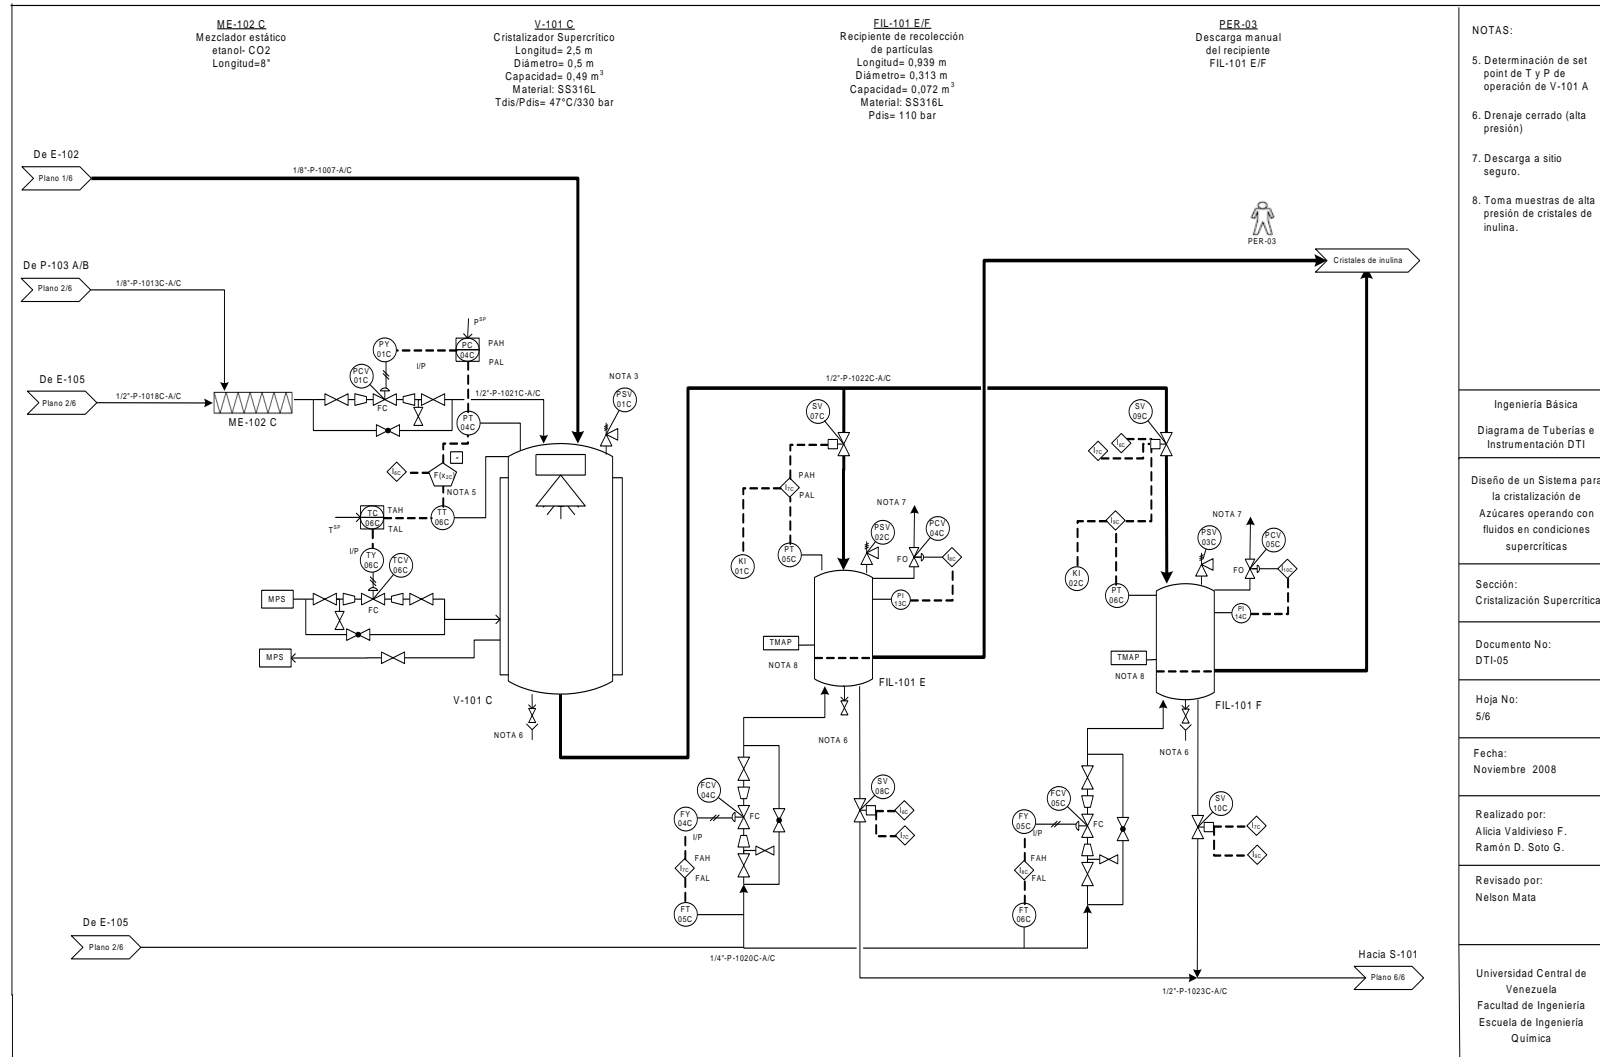 ME-102 C
Mezclador estático
etanol- CO2
Longitud=8"
V-101 C
Cristalizador Supercrítico
Longitud= 2,5 m
Diámetro= 0,5 m
Capacidad= 0,49 m³
Material: SS316L
Tdis/Pdis= 47°C/330 bar
FIL-101 E/F
Recipiente de recolección
de partículas
Longitud= 0,939 m
Diámetro= 0,313 m
Capacidad= 0,072 m³
Material: SS316L
Pdis= 110 bar
PER-03
Descarga manual
del recipiente
FIL-101 E/F
De E-102
Plano 1/6
1/8"-P-1007-A/C
De P-103 A/B
Plano 2/6
1/8"-P-1013C-A/C
De E-105
Plano 2/6
1/2"-P-1018C-A/C
ME-102 C
PY
01C
I/P
PCV
01C
FC
Pˢᴾ
PC
04C
PAH
PAL
1/2"-P-1021C-A/C
PT
04C
NOTA 3
PSV
01C
-
NOTA 5
TC
06C
TAH
TAL
Tˢᴾ
TT
06C
I/P
TY
06C
TCV
06C
FC
MPS
MPS
V-101 C
NOTA 6
1/2"-P-1022C-A/C
SV
07C
PAH
PAL
KI
01C
PT
05C
NOTA 7
PSV
02C
PCV
04C
FO
PI
13C
TMAP
NOTA 8
FIL-101 E
NOTA 6
SV
08C
FCV
04C
FC
FY
04C
I/P
FAH
FAL
FT
05C
PER-03
Cristales de inulina
SV
09C
KI
02C
PT
06C
NOTA 7
PSV
03C
PCV
05C
FO
PI
14C
TMAP
NOTA 8
FIL-101 F
NOTA 6
SV
10C
FCV
05C
FC
FY
05C
I/P
FAH
FAL
FT
06C
De E-105
Plano 2/6
1/4"-P-1020C-A/C
Hacia S-101
Plano 6/6
1/2"-P-1023C-A/C
NOTAS:
5. Determinación de set
point de T y P de
operación de V-101 A
6. Drenaje cerrado (alta
presión)
7. Descarga a sitio
seguro.
8. Toma muestras de alta
presión de cristales de
inulina.
Ingeniería Básica
Diagrama de Tuberías e
Instrumentación DTI
Diseño de un Sistema para
la cristalización de
Azúcares operando con
fluidos en condiciones
supercríticas
Sección:
Cristalización Supercrítica
Documento No:
DTI-05
Hoja No:
5/6
Fecha:
Noviembre 2008
Realizado por:
Alicia Valdivieso F.
Ramón D. Soto G.
Revisado por:
Nelson Mata
Universidad Central de
Venezuela
Facultad de Ingeniería
Escuela de Ingeniería
Química